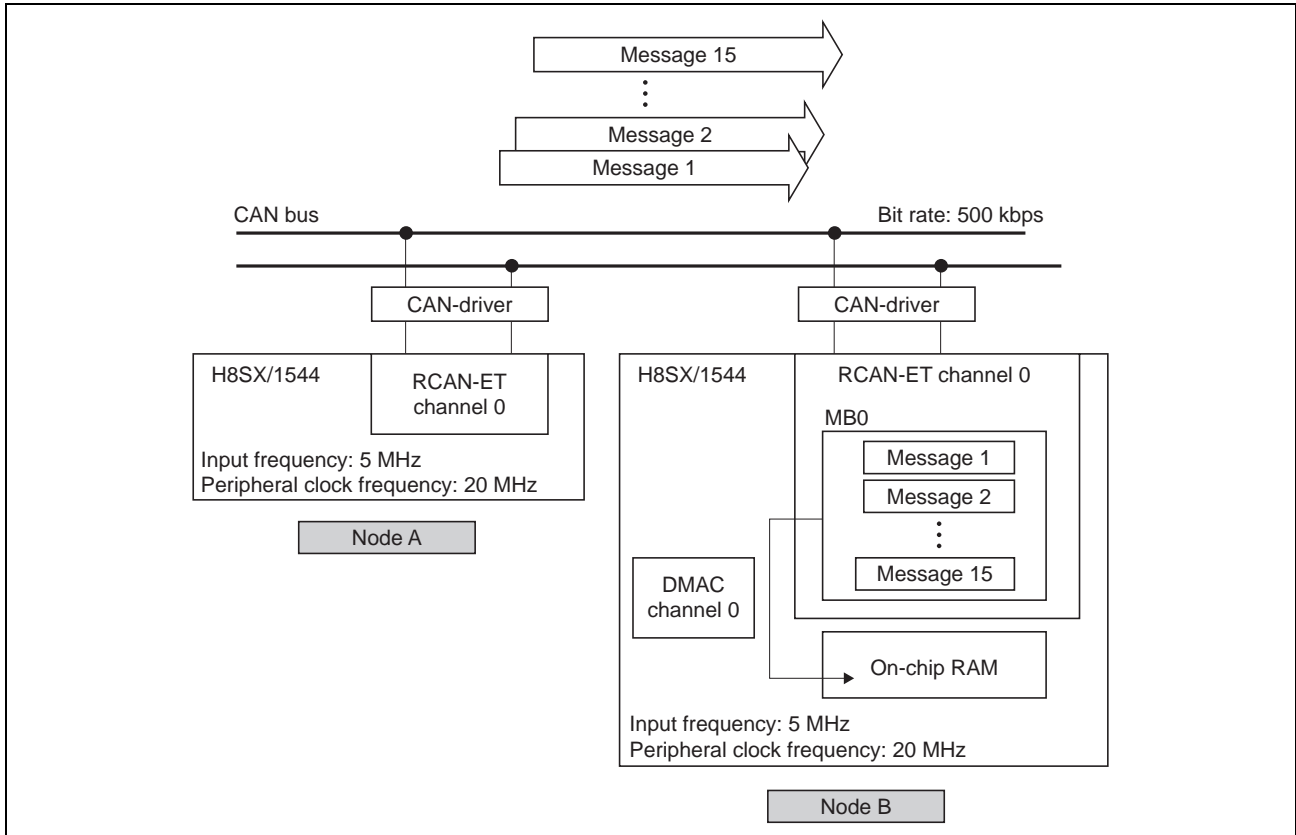 Message 15
Message 2
Message 1
CAN bus
Bit rate: 500 kbps
CAN-driver
CAN-driver
H8SX/1544
RCAN-ET
channel 0
Input frequency: 5 MHz
Peripheral clock frequency: 20 MHz
Node A
H8SX/1544
RCAN-ET channel 0
MB0
Message 1
Message 2
Message 15
DMAC
channel 0
On-chip RAM
Input frequency: 5 MHz
Peripheral clock frequency: 20 MHz
Node B